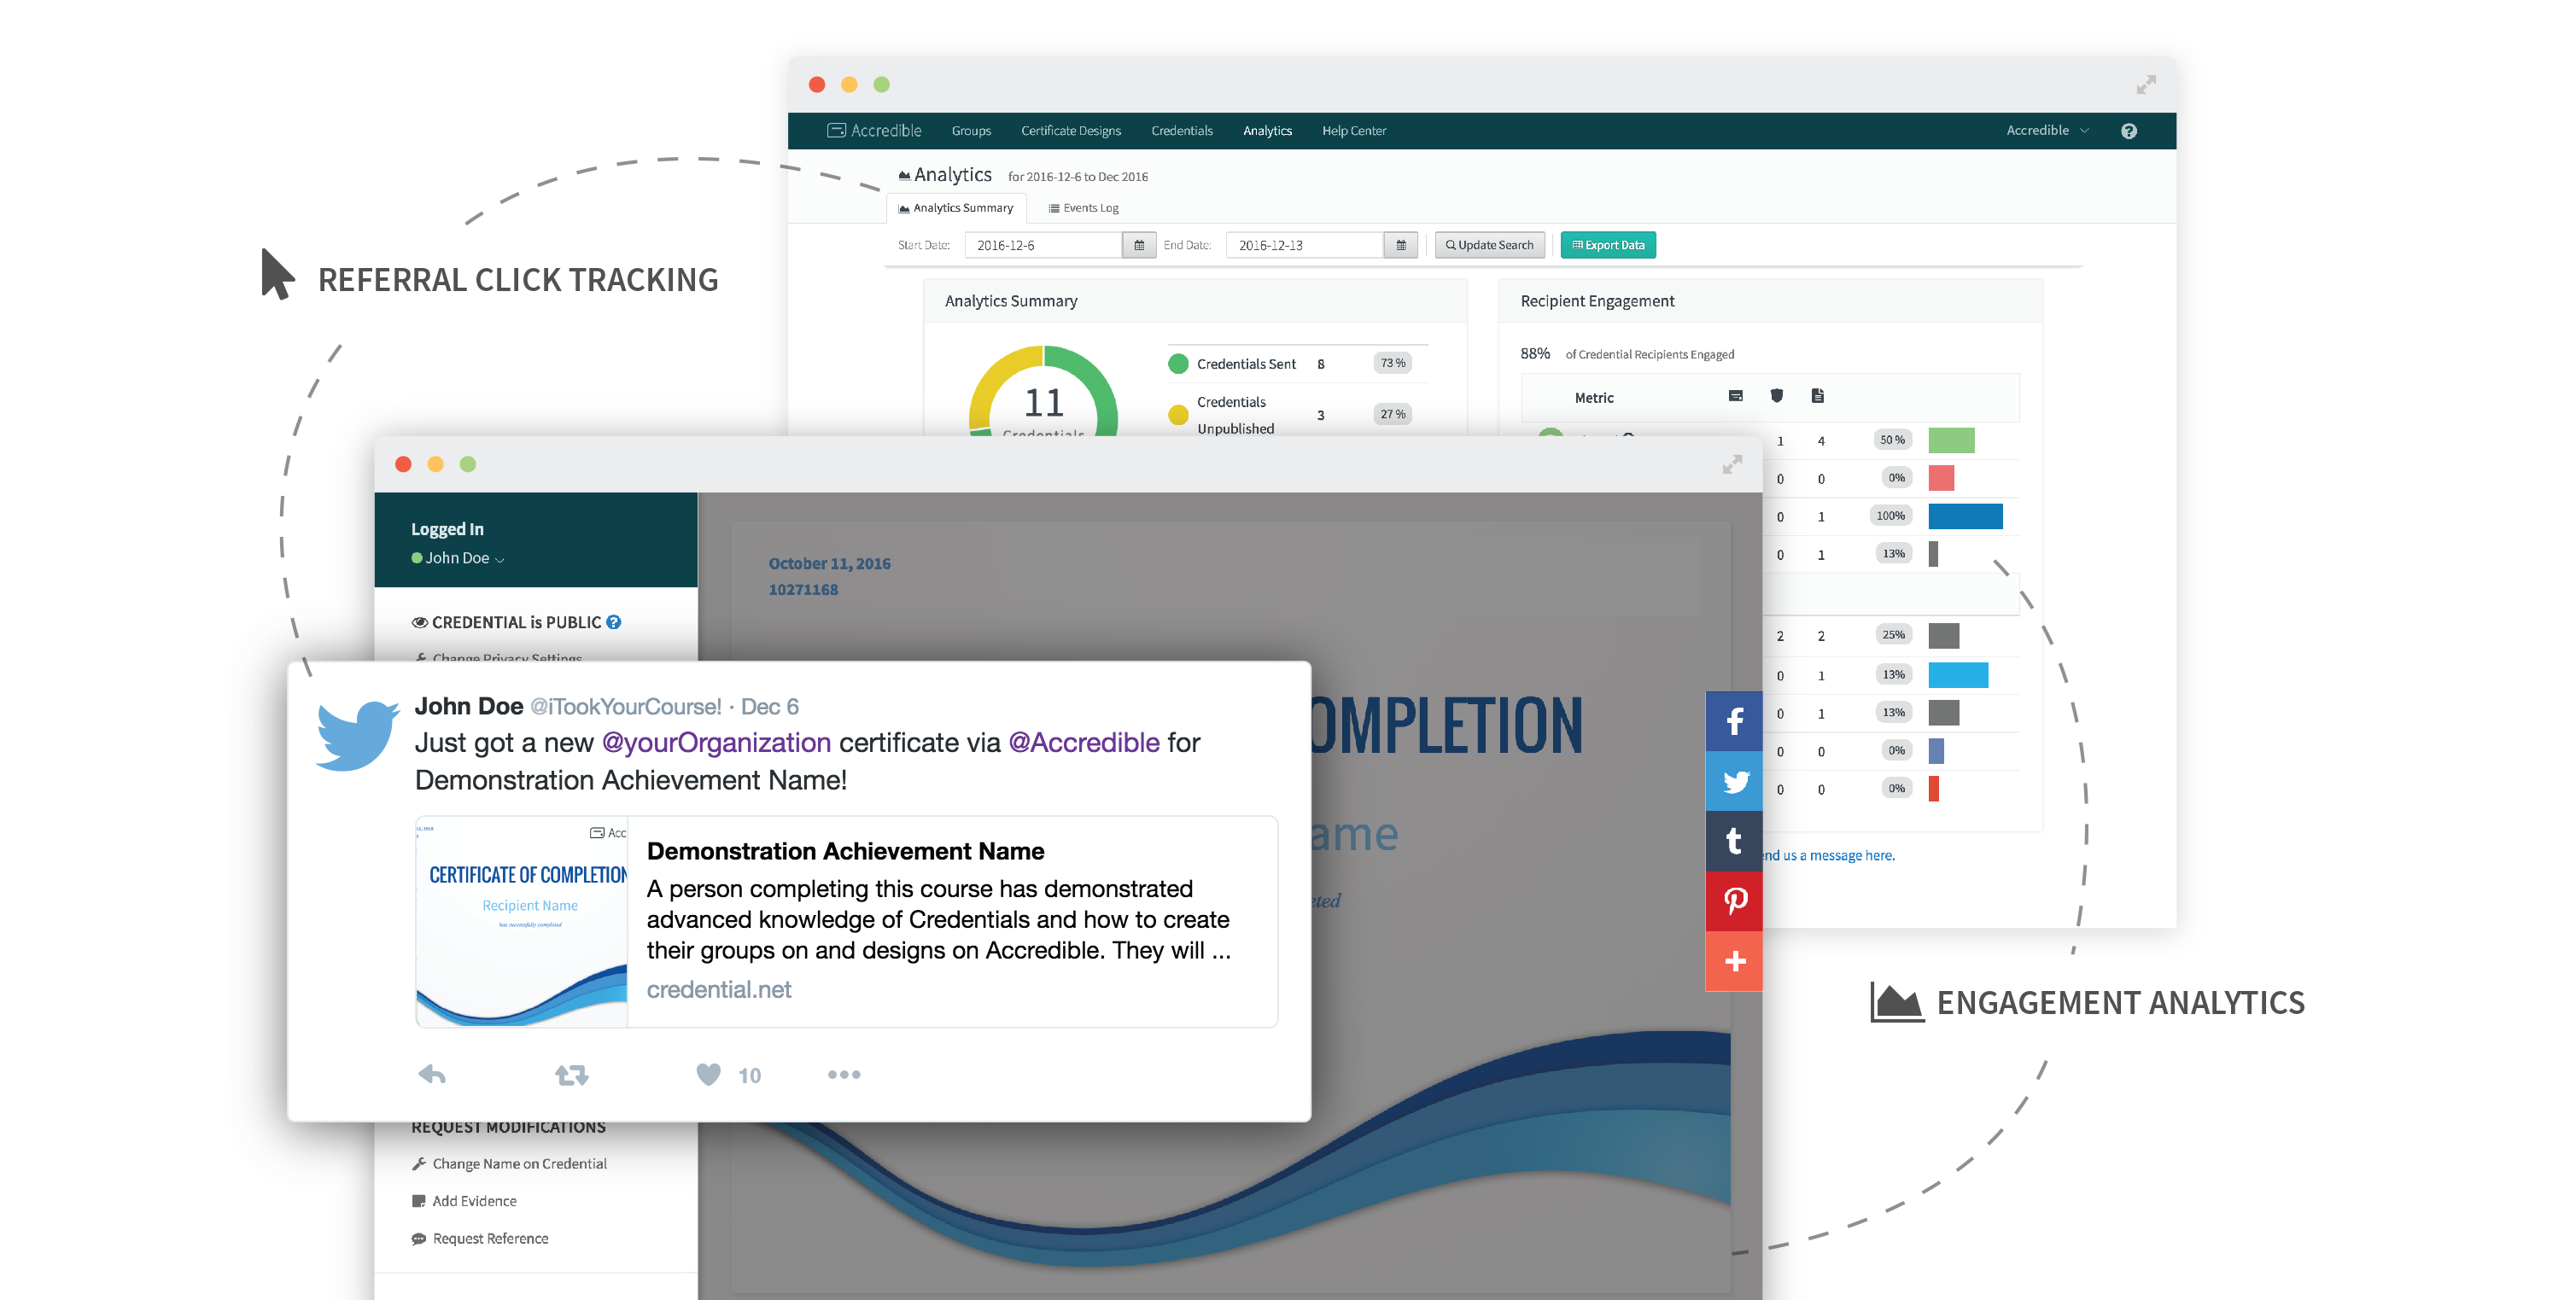 Accredible Groups Certificate Designs Credentials Analytics Help Center Accredible
Analytics for 2016-12-6 to Dec 2016
Analytics Summary Events Log
Start Date: 2016-12-6 End Date: 2016-12-13 Update Search Export Data
REFERRAL CLICK TRACKING
Analytics Summary
11
Credentials
Credentials Sent 8 73 %
Credentials
Unpublished 3 27 %
Recipient Engagement
88% of Credential Recipients Engaged
Metric
1 4 50 %
0 0 0%
0 1 100%
0 1 13%
2 2 25%
0 1 13%
0 1 13%
0 0 0%
0 0 0%
us a message here.
Logged In
John Doe
CREDENTIAL is PUBLIC
Change Privacy Settings
October 11, 2016
10271168
OMPLETION
ame
John Doe @iTookYourCourse! · Dec 6
Just got a new @yourOrganization certificate via @Accredible for
Demonstration Achievement Name!
Acc
CERTIFICATE OF COMPLETION
Recipient Name
has successfully completed
Demonstration Achievement Name
A person completing this course has demonstrated
advanced knowledge of Credentials and how to create
their groups on and designs on Accredible. They will ...
credential.net
10
REQUEST MODIFICATIONS
Change Name on Credential
Add Evidence
Request Reference
ENGAGEMENT ANALYTICS